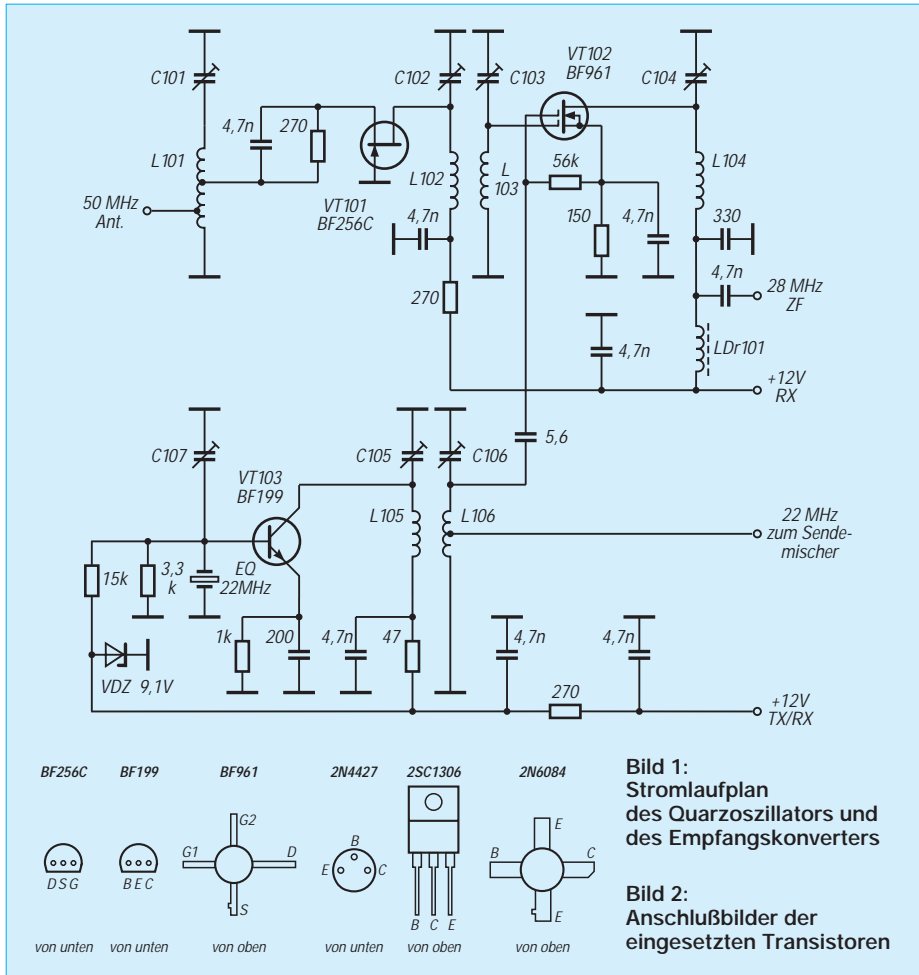 C101
C102
C103
VT102
BF961
C104
4,7n
270
L101
VT101
BF256C
L102
L
103
56k
L104
50 MHz
Ant.
4,7n
150
4,7n
330
4,7n
28 MHz
ZF
270
4,7n
LDr101
+12V
RX
C107
VT103
BF199
C105
C106
5,6
L105
L106
22 MHz
zum Sende-
mischer
15k
3,3
k
EQ
22MHz
1k
200
4,7n
47
4,7n
4,7n
VDZ 9,1V
270
+12V
TX/RX
BF256C
BF199
BF961
2N4427
2SC1306
2N6084
G2
G1
D
S
D S G
B E C
B
E
C
B C E
E
B
C
E
von unten
von unten
von oben
von unten
von oben
von oben
Bild 1:
Stromlaufplan
des Quarzoszillators und
des Empfangskonverters
Bild 2:
Anschlußbilder der
eingesetzten Transistoren